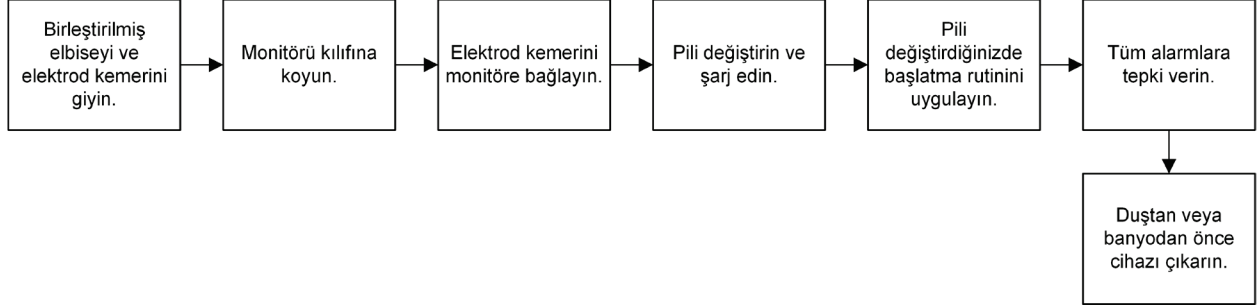 Birleştirilmiş
elbiseyi ve
elektrod kemerini
giyin.
Monitörü kılıfına
koyun.
Elektrod kemerini
monitöre bağlayın.
Pili değiştirin ve
şarj edin.
Pili
değiştirdiğinizde
başlatma rutinini
uygulayın.
Tüm alarmlara
tepki verin.
Duştan veya
banyodan önce
cihazı çıkarın.